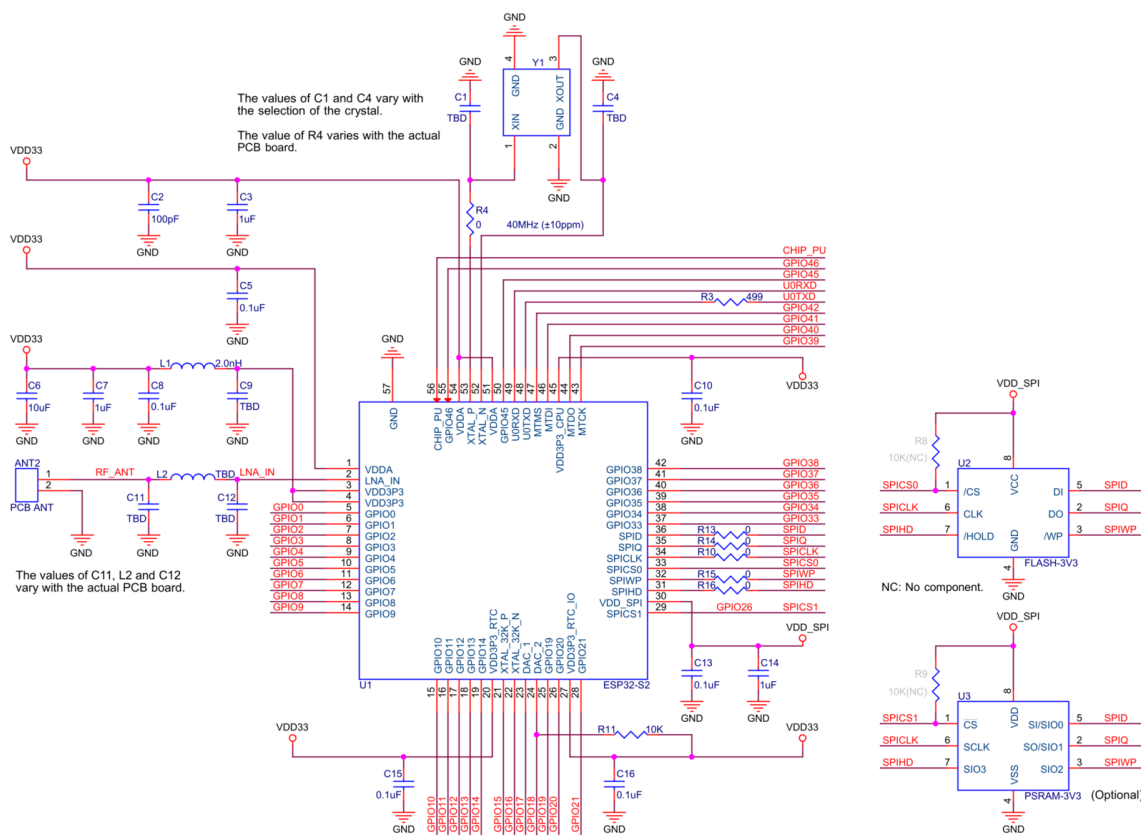 GND
4
3
Y1
GND
XOUT
XIN
GND
1
2
GND
C1
TBD
GND
C4
TBD
GND
The values of C1 and C4 vary with
the selection of the crystal.
The value of R4 varies with the actual
PCB board.
VDD33
C2
100pF
GND
C3
1uF
GND
R4
0
40MHz (±10ppm)
VDD33
C5
0.1uF
GND
CHIP_PU
GPIO46
GPIO45
U0RXD
U0TXD
R3
499
GPIO42
GPIO41
GPIO40
GPIO39
VDD33
L1
2.0nH
C6
10uF
GND
C7
1uF
GND
C8
0.1uF
GND
C9
TBD
GND
GND
57
GND
56
55
54
53
52
51
50
49
48
47
46
45
44
43
CHIP_PU
GPIO46
VDDA
XTAL_P
XTAL_N
VDDA
GPIO45
U0RXD
U0TXD
MTMS
MTDI
VDD3P3_CPU
MTDO
MTCK
C10
0.1uF
GND
VDD33
ANT2
1
2
PCB ANT
RF_ANT
L2
TBD
LNA_IN
C11
TBD
GND
C12
TBD
GND
GND
The values of C11, L2 and C12
vary with the actual PCB board.
1
VDDA
2
LNA_IN
3
VDD3P3
4
VDD3P3
GPIO0
5
GPIO0
GPIO1
6
GPIO1
GPIO2
7
GPIO2
GPIO3
8
GPIO3
GPIO4
9
GPIO4
GPIO5
10
GPIO5
GPIO6
11
GPIO6
GPIO7
12
GPIO7
GPIO8
13
GPIO8
GPIO9
14
GPIO9
GPIO38
42
GPIO38
GPIO37
41
GPIO37
GPIO36
40
GPIO36
GPIO35
39
GPIO35
GPIO34
38
GPIO34
GPIO33
37
GPIO33
SPID
36
R13
0
SPID
SPIQ
35
R14
0
SPIQ
SPICLK
34
R10
0
SPICLK
SPICS0
33
SPICS0
SPIWP
32
R15
0
SPIWP
SPIHD
31
R16
0
SPIHD
VDD_SPI
30
SPICS1
29
GPIO26
SPICS1
U1
ESP32-S2
GPIO10
GPIO11
GPIO12
GPIO13
GPIO14
VDD3P3_RTC
XTAL_32K_P
XTAL_32K_N
DAC_1
DAC_2
GPIO19
GPIO20
VDD3P3_RTC_IO
GPIO21
15
16
17
18
19
20
21
22
23
24
25
26
27
28
VDD_SPI
C13
0.1uF
GND
C14
1uF
GND
VDD33
C15
0.1uF
GND
R11
10K
VDD33
C16
0.1uF
GND
GPIO10
GPIO11
GPIO12
GPIO13
GPIO14
GPIO15
GPIO16
GPIO17
GPIO18
GPIO19
GPIO20
GPIO21
VDD_SPI
R8
10K(NC)
U2
8
VCC
SPICS0
1
/CS
DI
5
SPID
SPICLK
6
CLK
DO
2
SPIQ
SPIHD
7
/HOLD
/WP
3
SPIWP
GND
4
FLASH-3V3
GND
NC: No component.
VDD_SPI
R9
10K(NC)
U3
8
VDD
SPICS1
1
CS
SI/SIO0
5
SPID
SPICLK
6
SCLK
SO/SIO1
2
SPIQ
SPIHD
7
SIO3
SIO2
3
SPIWP
VSS
4
PSRAM-3V3
(Optional)
GND